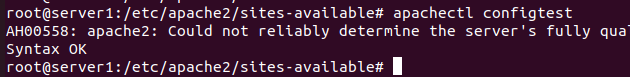 root@server1:/etc/apache2/sites-available# apachectl configtest
AH00558: apache2: Could not reliably determine the server's fully
Syntax OK
root@server1:/etc/apache2/sites-available#